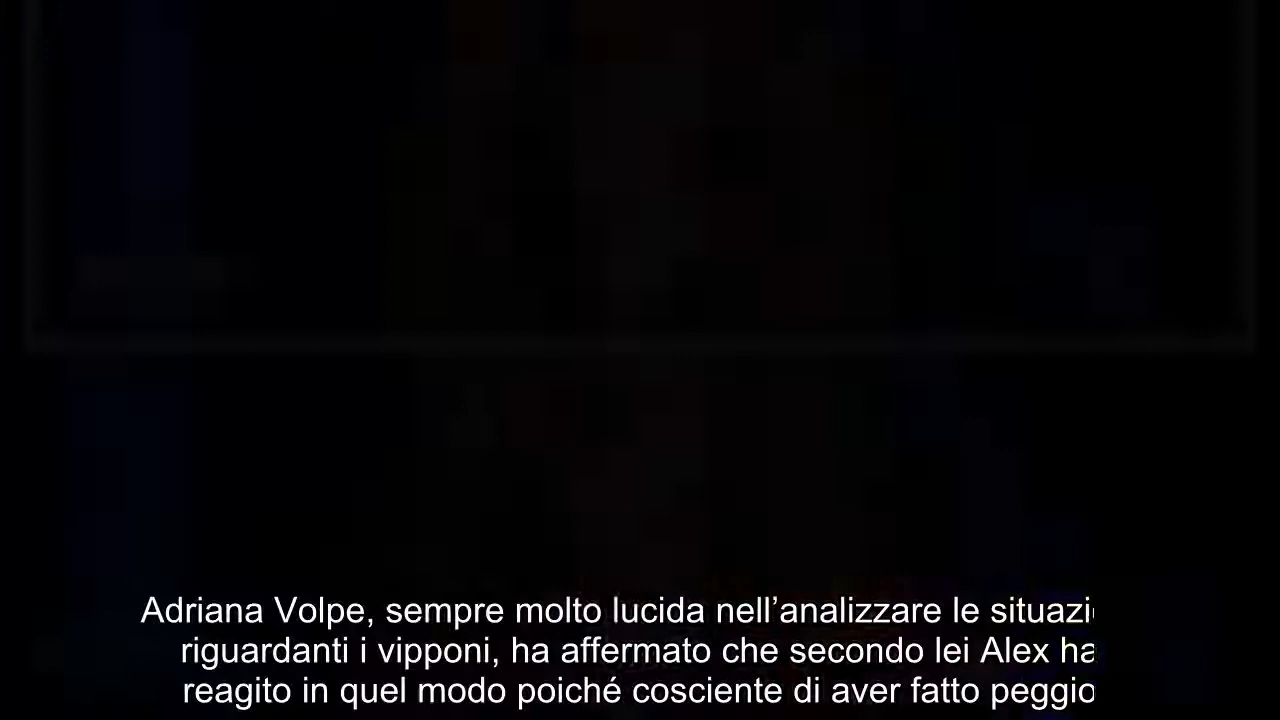 Adriana Volpe, sempre molto lucida nell’analizzare le situazi
riguardanti i vipponi, ha affermato che secondo lei Alex ha
reagito in quel modo poiché cosciente di aver fatto peggio